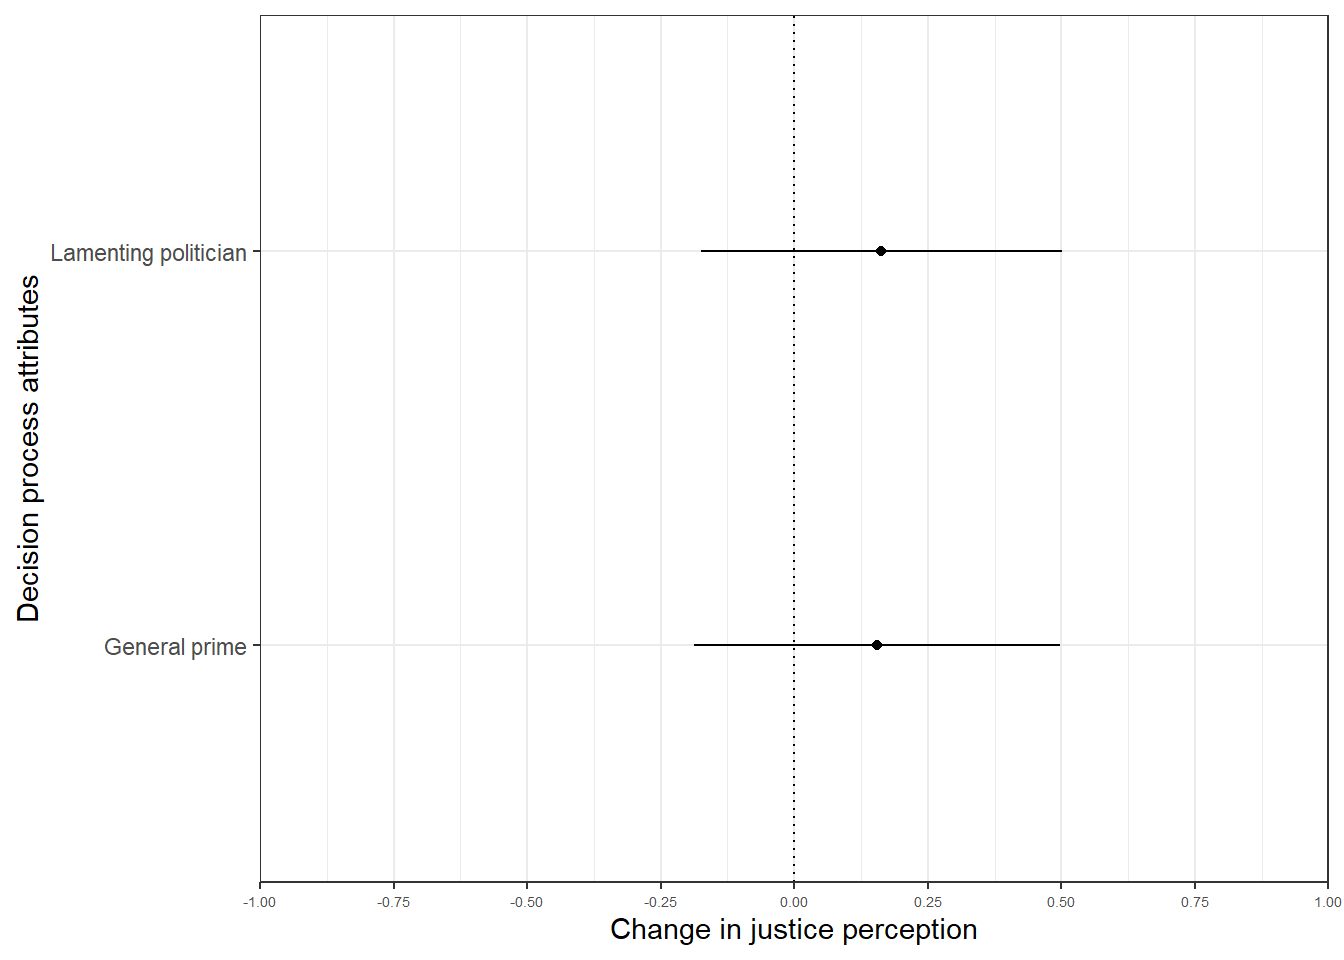 Decision process attributes
Lamenting politician
General prime
-1.00 -0.75 -0.50 -0.25 0.00 0.25 0.50 0.75 1.00
Change in justice perception